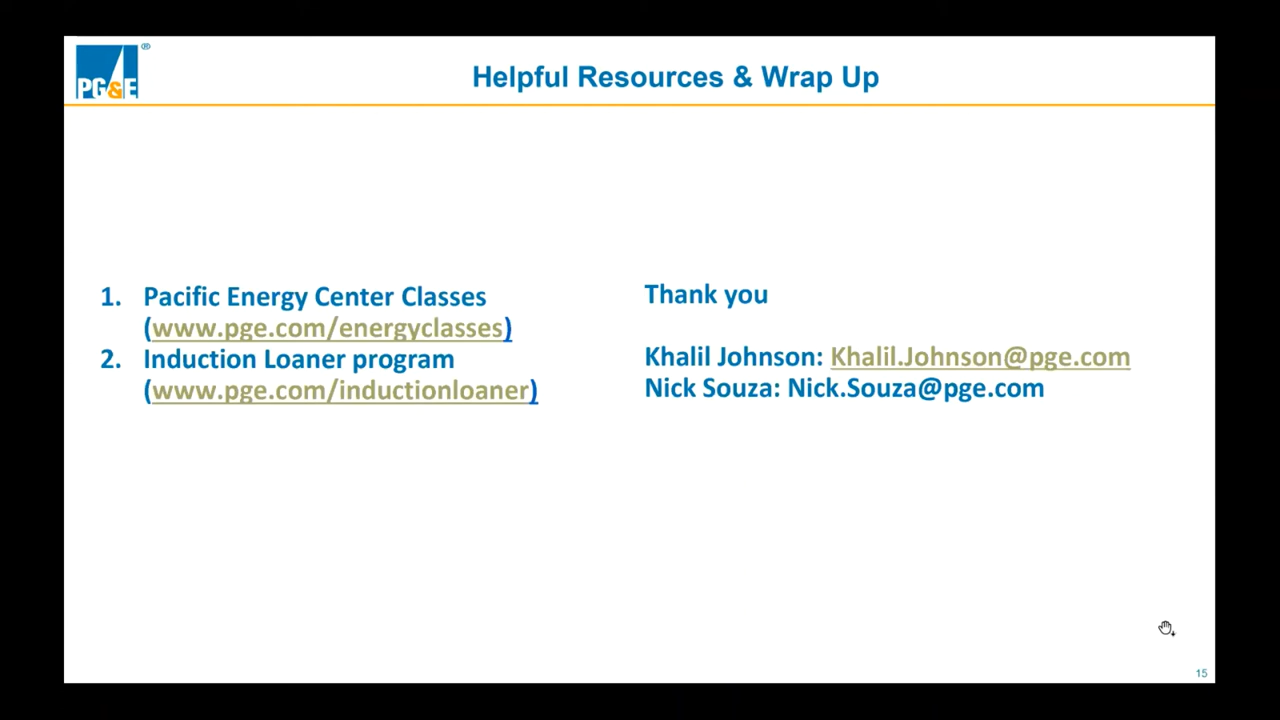 PG&E®
Helpful Resources & Wrap Up
1. Pacific Energy Center Classes
(www.pge.com/energyclasses)
2. Induction Loaner program
(www.pge.com/inductionloaner)
Thank you
Khalil Johnson: Khalil.Johnson@pge.com
Nick Souza: Nick.Souza@pge.com
15